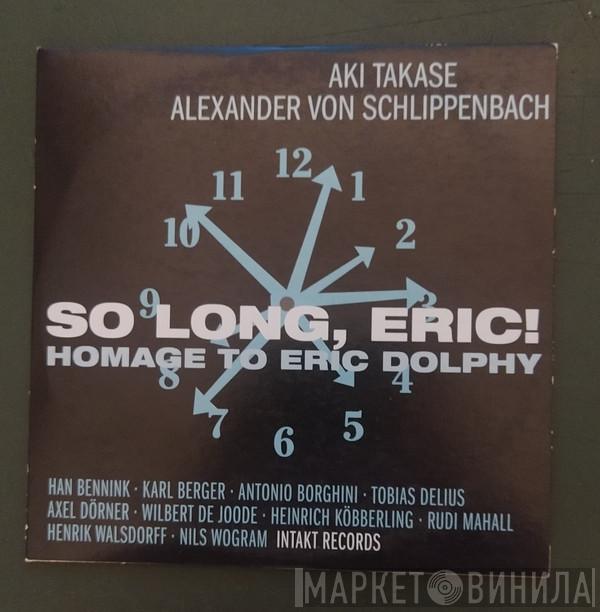 AKI TAKASE
ALEXANDER VON SCHLIPPENBACH
12
11
1
10
2
9
3
SO LONG, ERIC!
HOMAGE TO ERIC DOLPHY
8
4
7
5
6
HAN BENNINK · KARL BERGER · ANTONIO BORGHINI · TOBIAS DELIUS
AXEL DÖRNER · WILBERT DE JOODE · HEINRICH KÖBBERLING · RUDI MAHALL
HENRIK WALSDORFF · NILS WOGRAM INTAKT RECORDS
МАРКЕТ ВИНИЛА